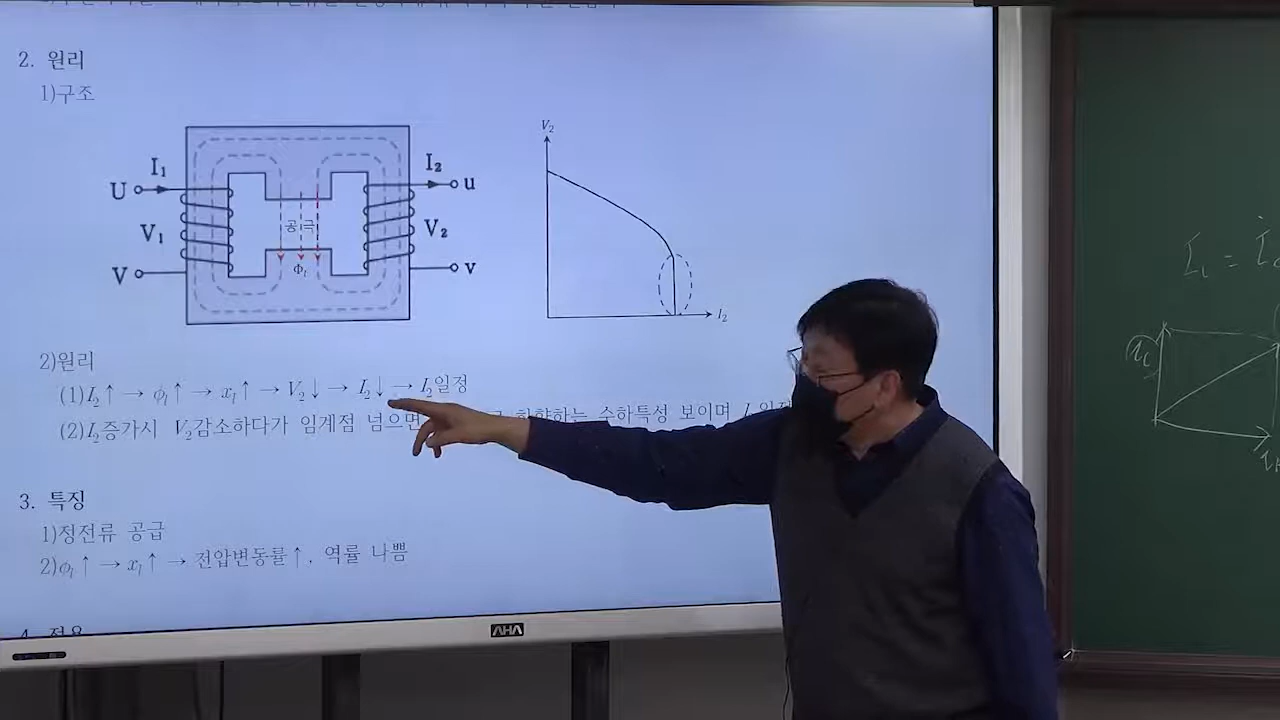 2. 원리
1)구조
I₁
U
V₁
V
공극
Φₗ
I₂
u
V₂
v
V₂
I₂
2)원리
(1)I₂↑ → ϕₗ↑ → xₗ↑ → V₂↓ → I₂↓ → I₂일정
(2)I₂증가시 V₂감소하다가 임계점 넘으면 하향하는 수하특성 보이며 I
3. 특징
1)정전류 공급
2)ϕₗ↑ → xₗ↑ → 전압변동률↑, 역률 나쁨
AHA